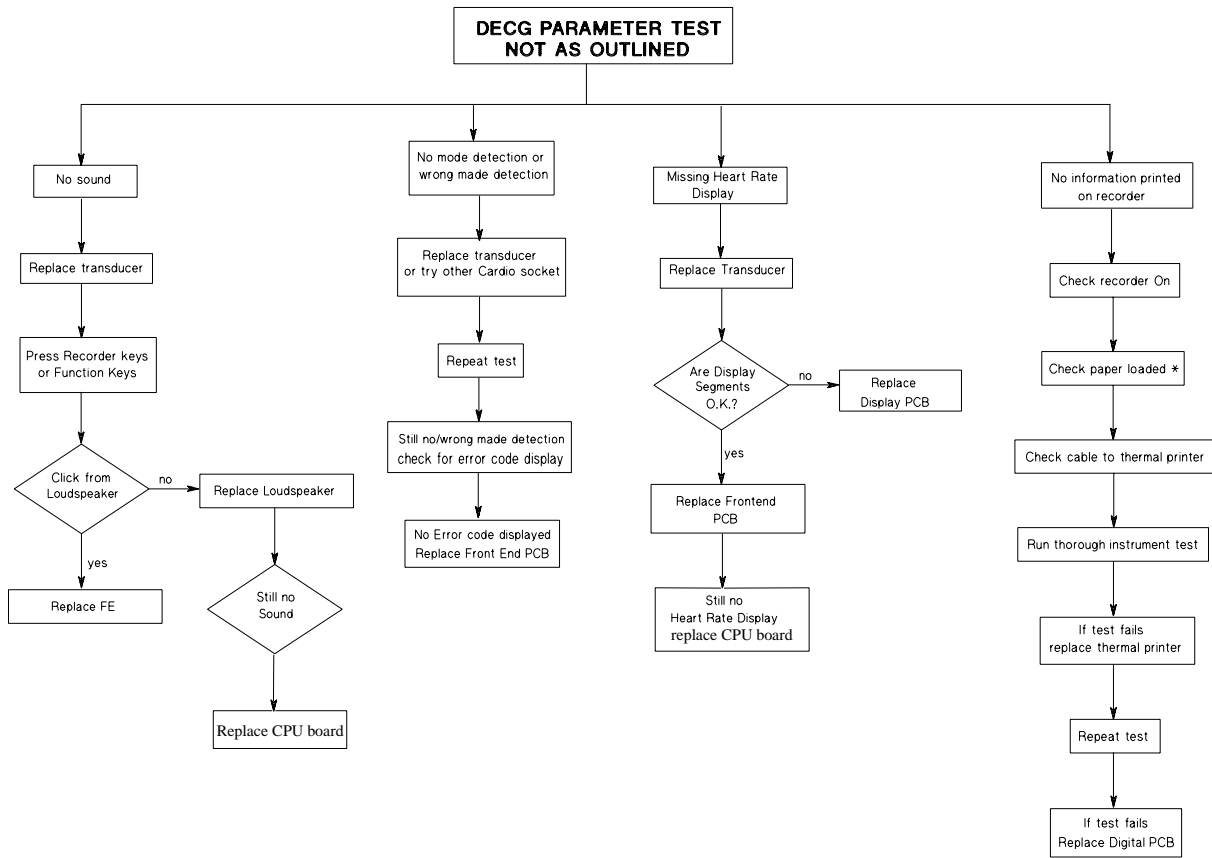 DECG PARAMETER TEST
NOT AS OUTLINED
No sound
Replace transducer
Press Recorder keys
or Function Keys
Click from
Loudspeaker
no
yes
Replace FE
Replace Loudspeaker
Still no
Sound
Replace CPU board
No mode detection or
wrong made detection
Replace transducer
or try other Cardio socket
Repeat test
Still no/wrong made detection
check for error code display
No Error code displayed
Replace Front End PCB
Missing Heart Rate
Display
Replace Transducer
Are Display
Segments
O.K.?
no
Replace
Display PCB
yes
Replace Frontend
PCB
Still no
Heart Rate Display
replace CPU board
No information printed
on recorder
Check recorder On
Check paper loaded *
Check cable to thermal printer
Run thorough instrument test
If test fails
replace thermal printer
Repeat test
If test fails
Replace Digital PCB